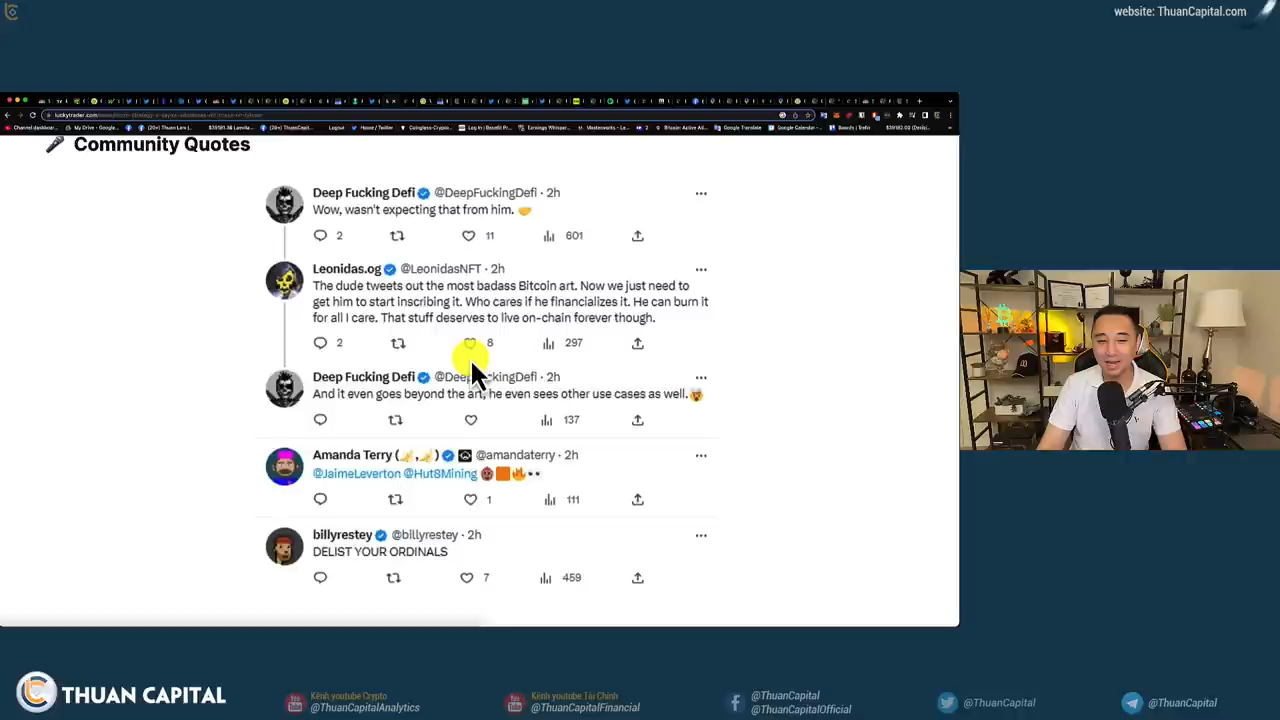 website: ThuanCapital.com
Community Quotes
Deep Fucking Defi @DeepFuckingDefi · 2h
Wow, wasn't expecting that from him. 🤝
2 11 601
Leonidas.og @LeonidasNFT · 2h
The dude tweets out the most badass Bitcoin art. Now we just need to
get him to start inscribing it. Who cares if he financializes it. He can burn it
for all I care. That stuff deserves to live on-chain forever though.
2 8 297
Deep Fucking Defi @DeepFuckingDefi · 2h
And it even goes beyond the art, he even sees other use cases as well.🤯
137
Amanda Terry (🍌,🍌) @amandaterry · 2h
@JaimeLeverton @Hut8Mining 👹🟧🔥👀
1 111
billyrestey @billyrestey · 2h
DELIST YOUR ORDINALS
7 459
THUAN CAPITAL
Kênh youtube Crypto
@ThuanCapitalAnalytics
Kênh youtube Tài Chính
@ThuanCapitalFinancial
@ThuanCapital
@ThuanCapitalOfficial
@ThuanCapital
@ThuanCapital